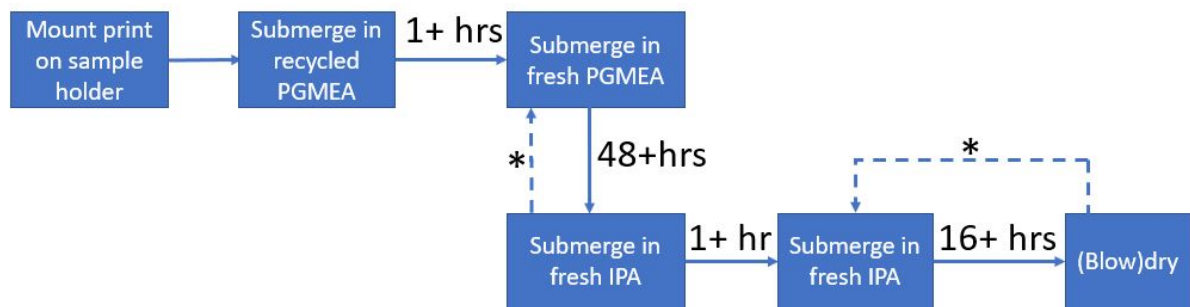 Mount print
on sample
holder
Submerge in
recycled
PGMEA
1+ hrs
Submerge in
fresh PGMEA
*
48+hrs
*
Submerge in
fresh IPA
1+ hr
Submerge in
fresh IPA
16+ hrs
(Blow)dry